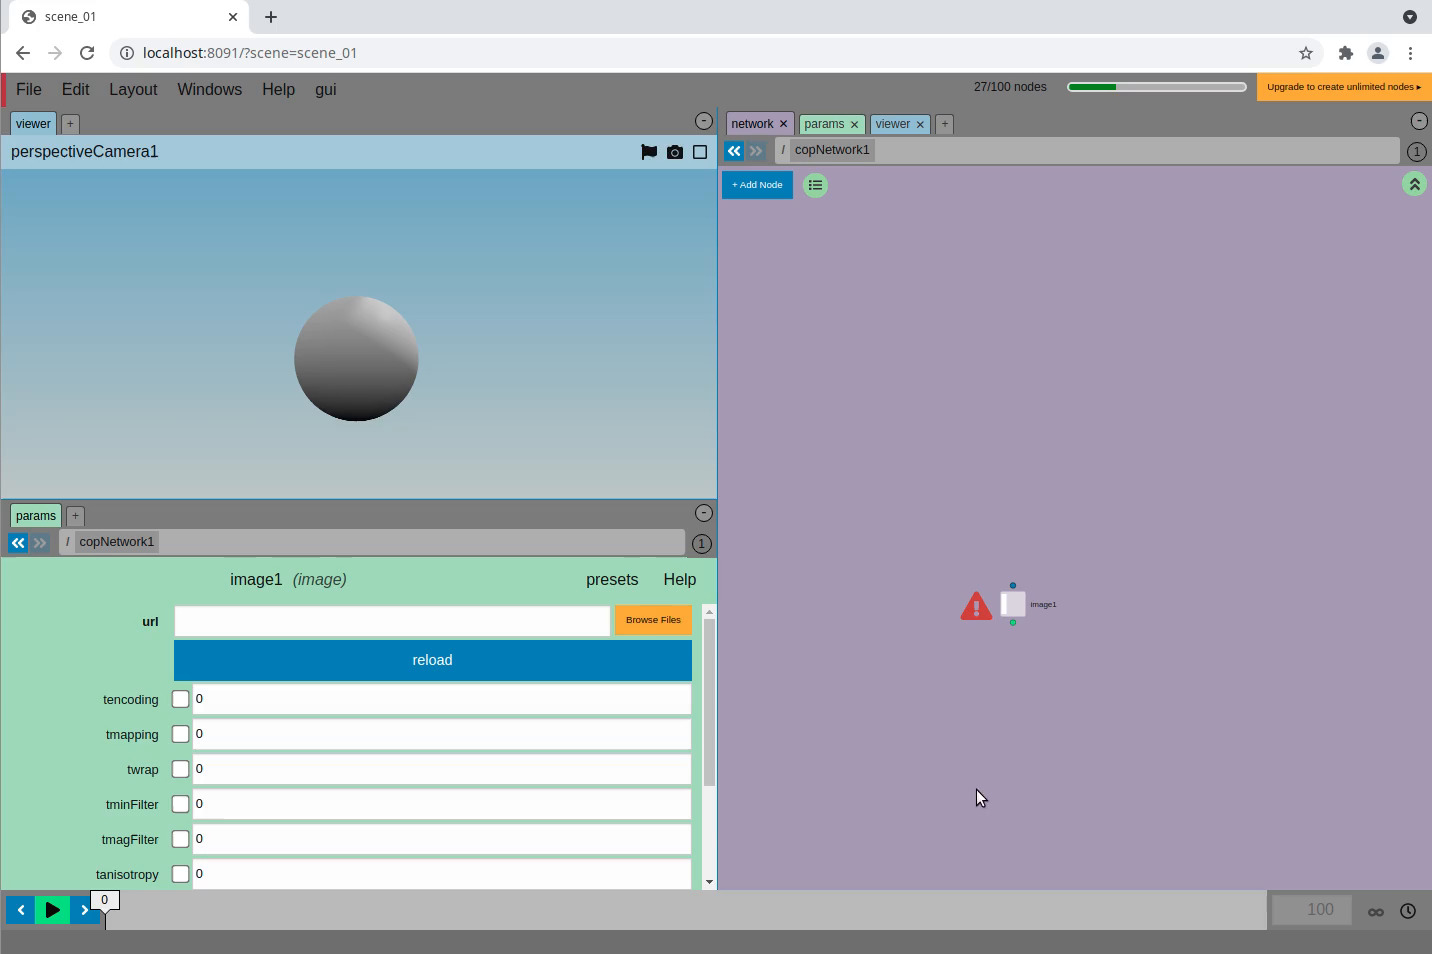 scene_01
localhost:8091/?scene=scene_01
File Edit Layout Windows Help gui
27/100 nodes
Upgrade to create unlimited nodes ▸
viewer +
perspectiveCamera1
network × params × viewer × +
/ copNetwork1
1
+ Add Node
image1
params +
/ copNetwork1
1
image1 (image) presets Help
url Browse Files
reload
tencoding 0
tmapping 0
twrap 0
tminFilter 0
tmagFilter 0
tanisotropy 0
0
100